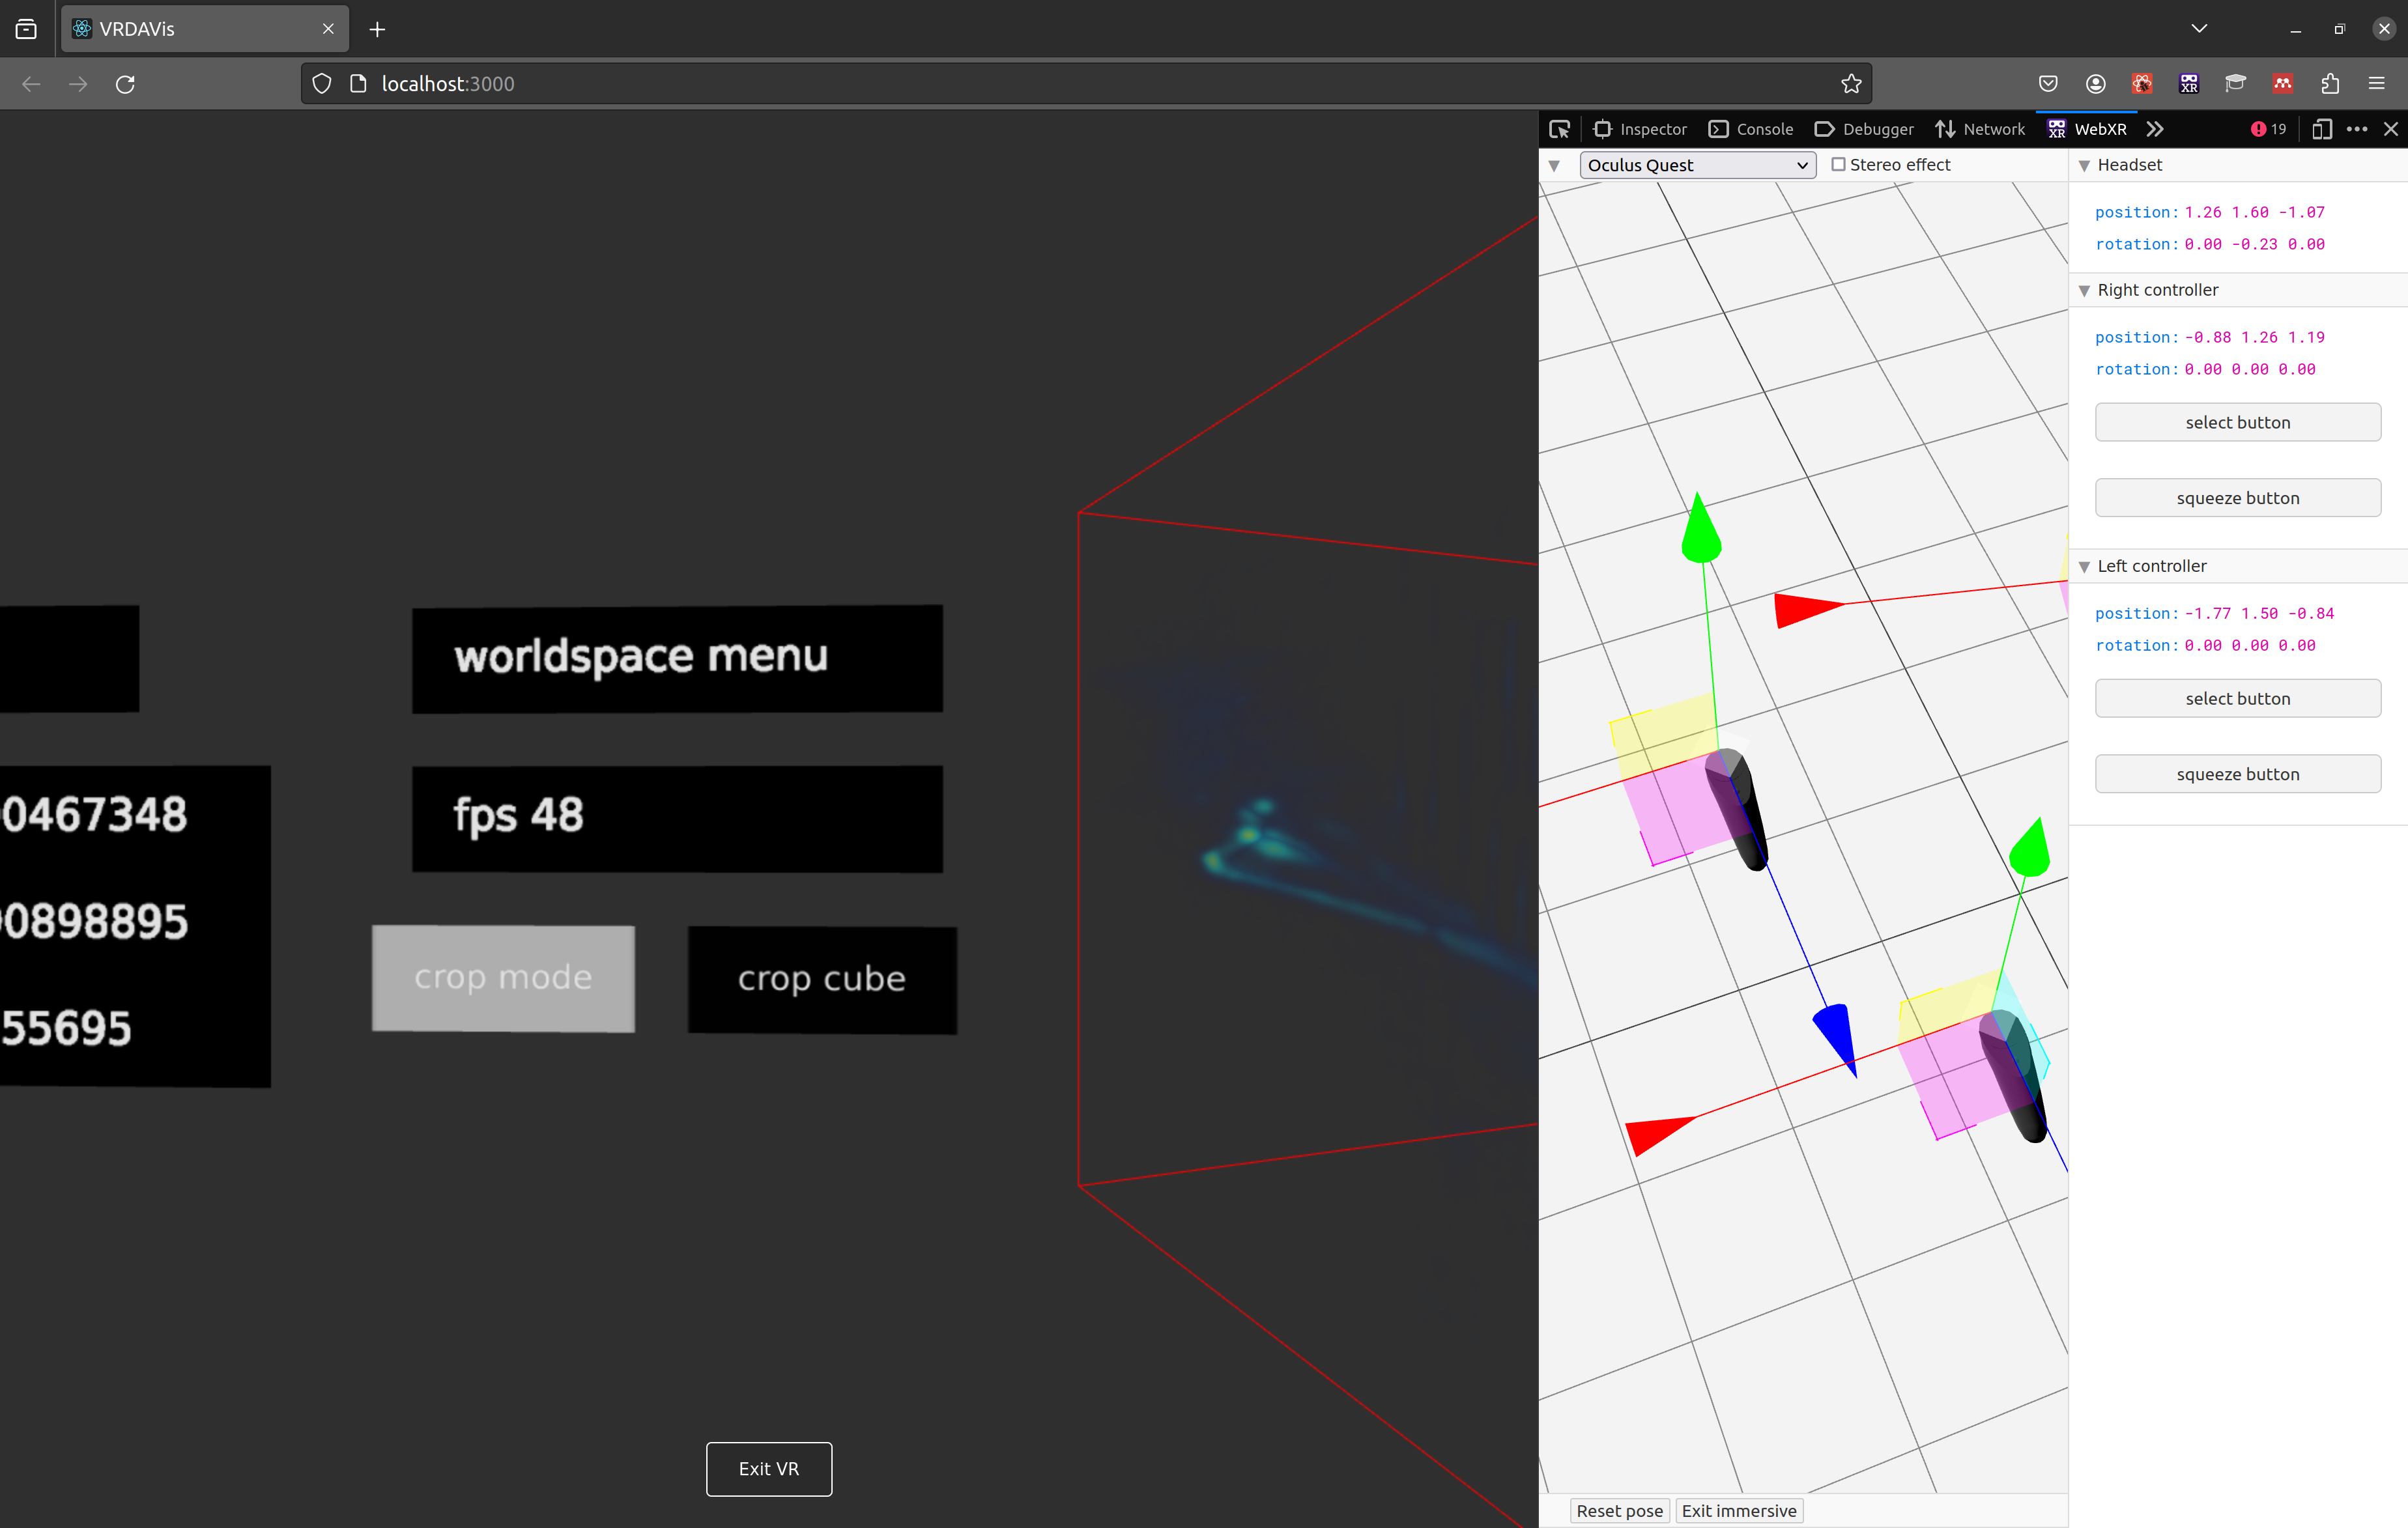 VRDAVis
localhost:3000
Inspector
Console
Debugger
Network
WebXR
19
Oculus Quest
Stereo effect
Headset
position: 1.26 1.60 -1.07
rotation: 0.00 -0.23 0.00
Right controller
position: -0.88 1.26 1.19
rotation: 0.00 0.00 0.00
select button
squeeze button
Left controller
position: -1.77 1.50 -0.84
rotation: 0.00 0.00 0.00
select button
squeeze button
worldspace menu
fps 48
crop mode
crop cube
0467348
0898895
55695
Exit VR
Reset pose
Exit immersive
XR
XR